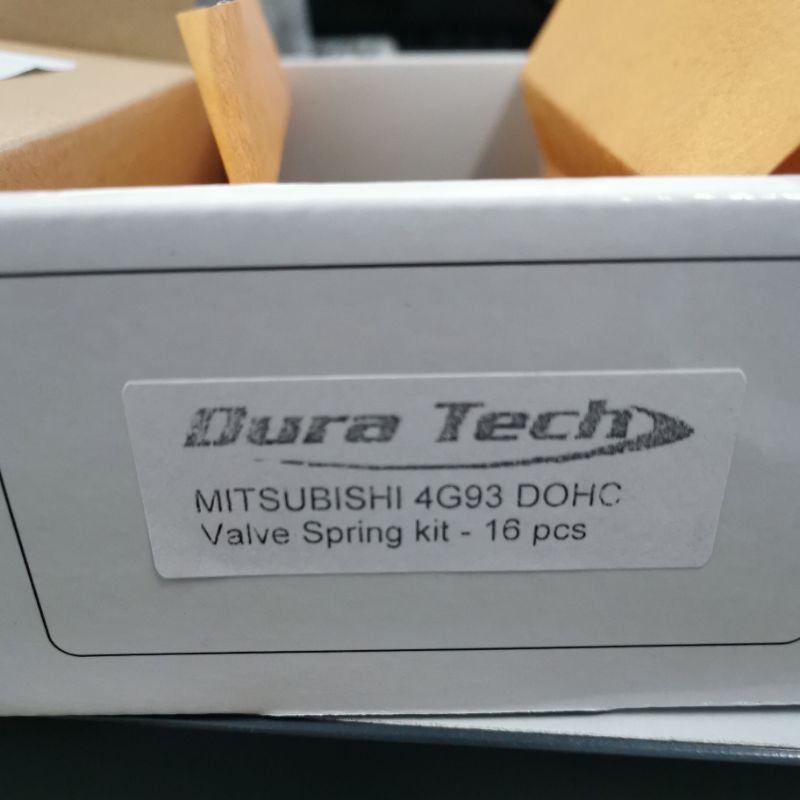 Dura Tech
MITSUBISHI 4G93 DOHC
Valve Spring kit - 16 pcs